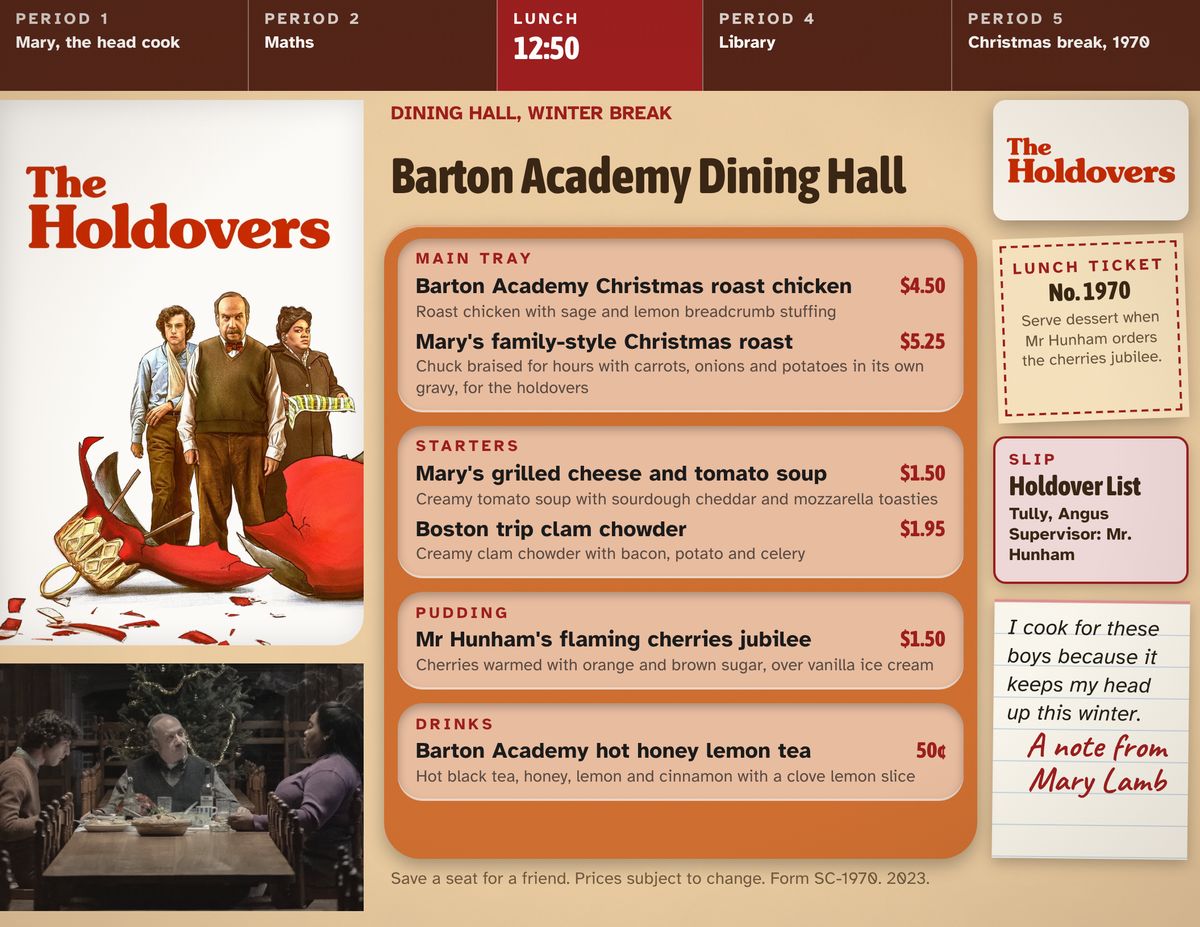 PERIOD 1
Mary, the head cook
PERIOD 2
Maths
LUNCH
12:50
PERIOD 4
Library
PERIOD 5
Christmas break, 1970
The
Holdovers
DINING HALL, WINTER BREAK
Barton Academy Dining Hall
MAIN TRAY
Barton Academy Christmas roast chicken $4.50
Roast chicken with sage and lemon breadcrumb stuffing
Mary's family-style Christmas roast $5.25
Chuck braised for hours with carrots, onions and potatoes in its own
gravy, for the holdovers
STARTERS
Mary's grilled cheese and tomato soup $1.50
Creamy tomato soup with sourdough cheddar and mozzarella toasties
Boston trip clam chowder $1.95
Creamy clam chowder with bacon, potato and celery
PUDDING
Mr Hunham's flaming cherries jubilee $1.50
Cherries warmed with orange and brown sugar, over vanilla ice cream
DRINKS
Barton Academy hot honey lemon tea 50¢
Hot black tea, honey, lemon and cinnamon with a clove lemon slice
Save a seat for a friend. Prices subject to change. Form SC-1970. 2023.
The
Holdovers
LUNCH TICKET
No. 1970
Serve dessert when
Mr Hunham orders
the cherries jubilee.
SLIP
Holdover List
Tully, Angus
Supervisor: Mr.
Hunham
I cook for these
boys because it
keeps my head
up this winter.
A note from
Mary Lamb